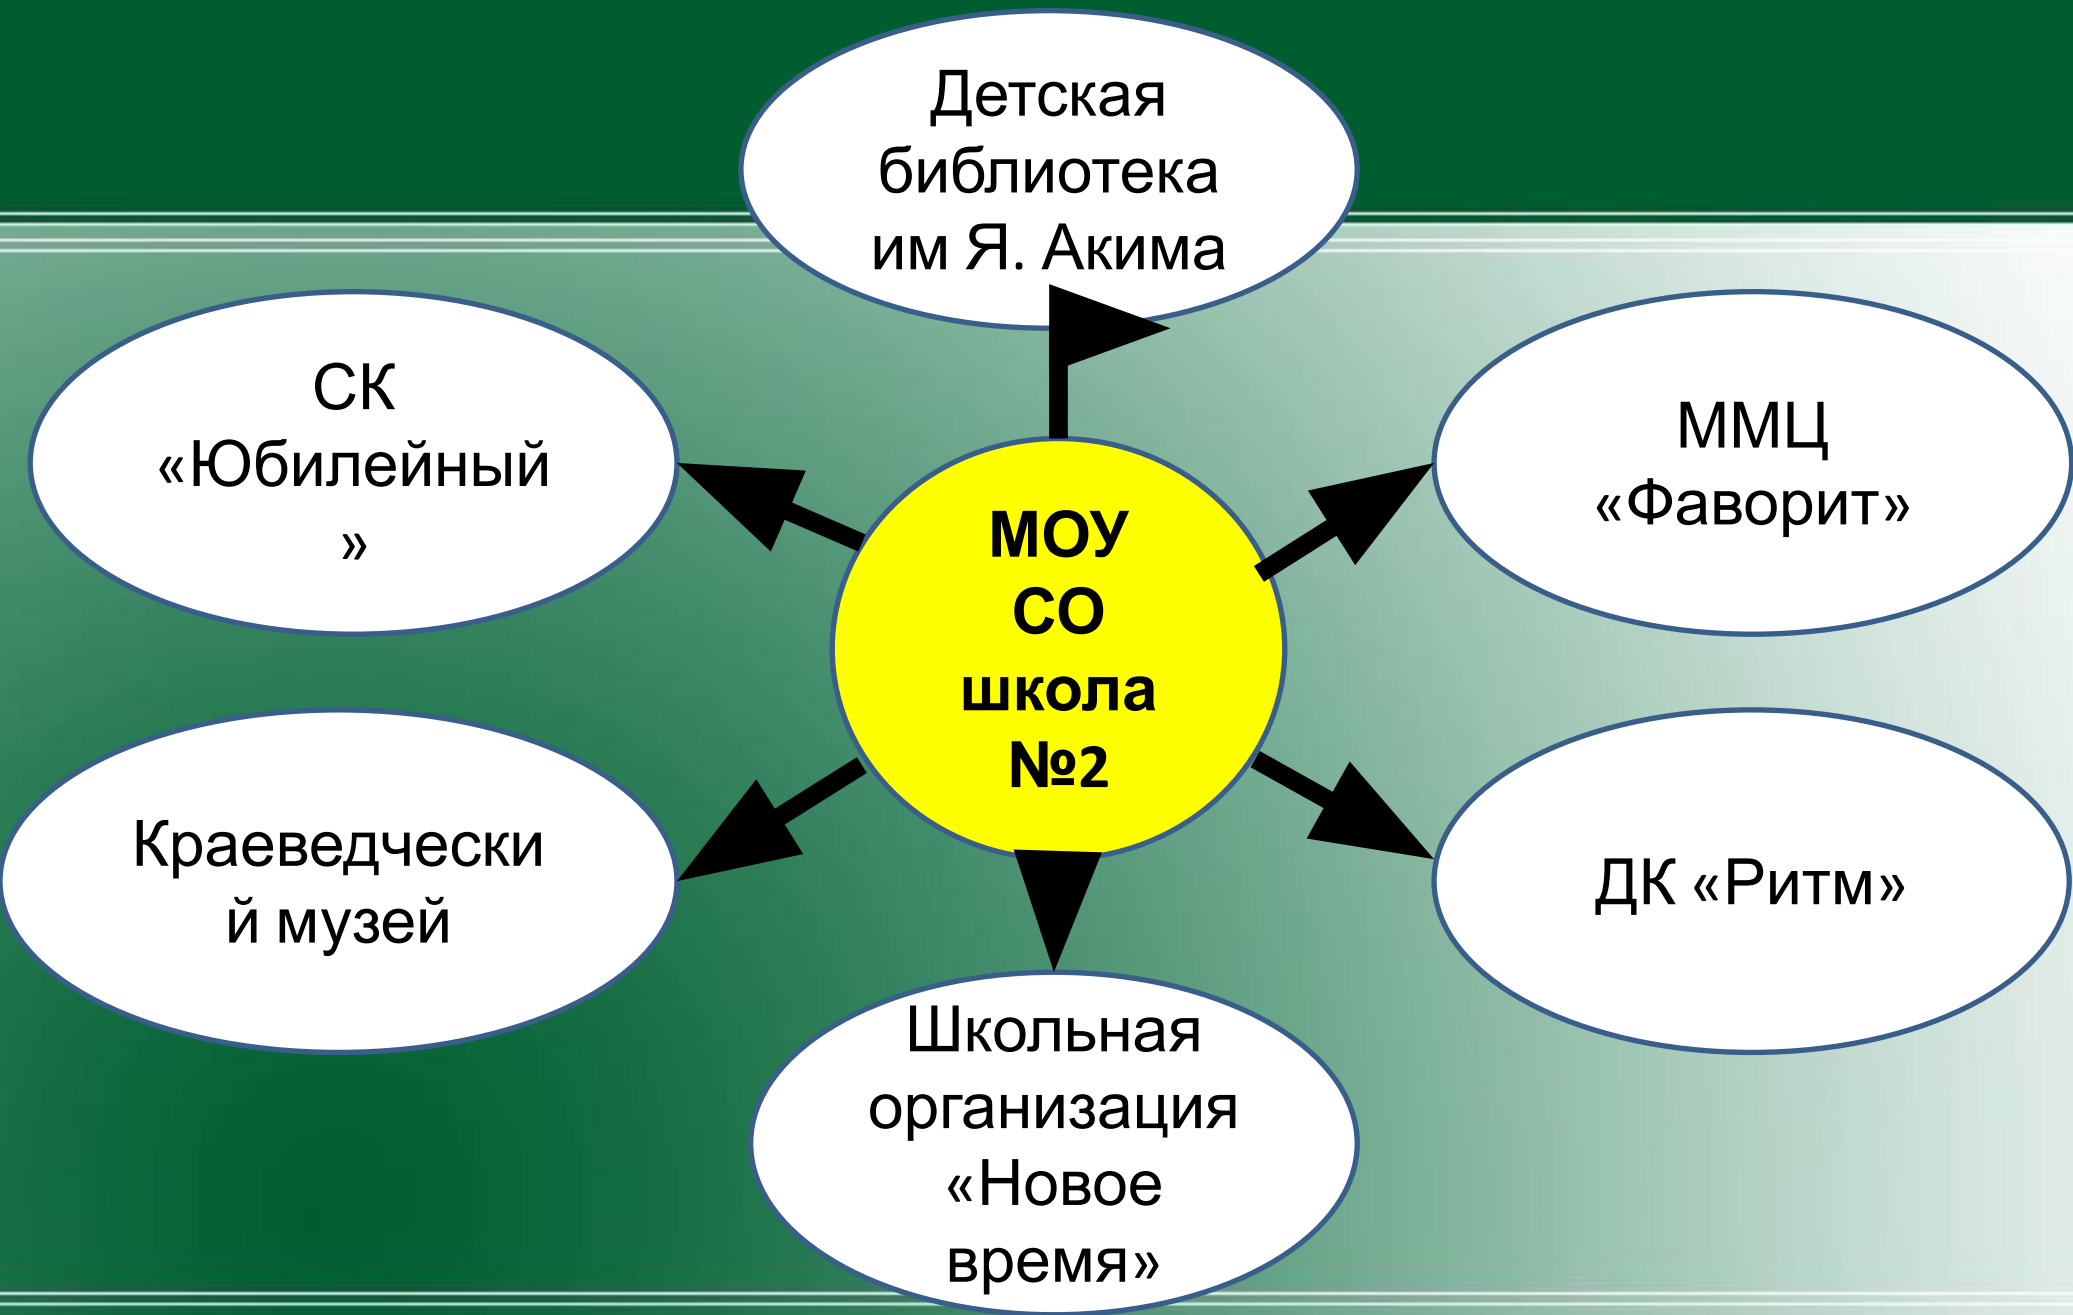 Детская
библиотека
им Я. Акима
СК
«Юбилейный
»
ММЦ
«Фаворит»
МОУ
СО
школа
№2
Краеведчески
й музей
ДК «Ритм»
Школьная
организация
«Новое
время»